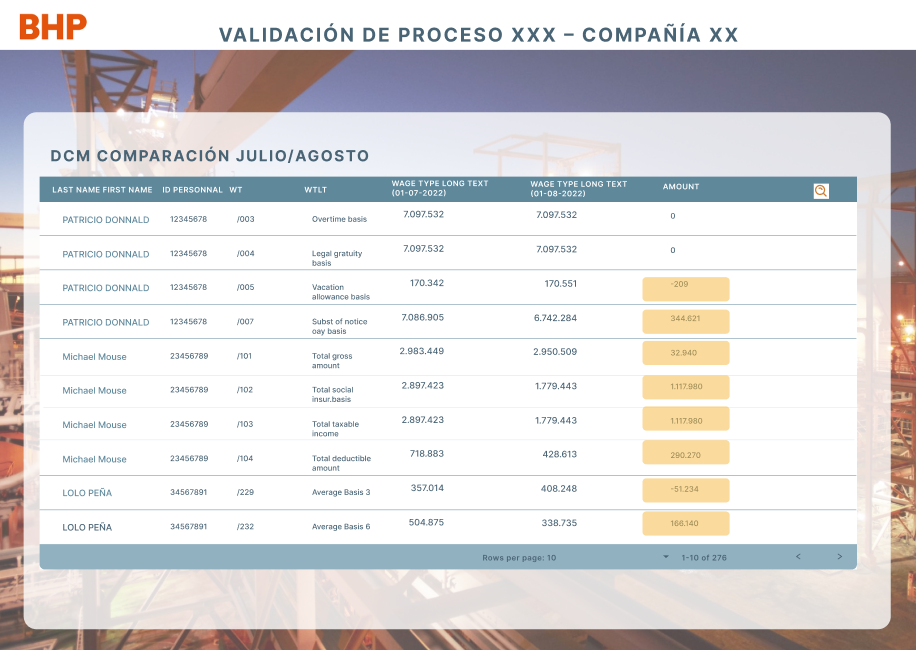 BHP
VALIDACIÓN DE PROCESO XXX – COMPAÑÍA XX
DCM COMPARACIÓN JULIO/AGOSTO
LAST NAME FIRST NAME ID PERSONNAL WT WTLT WAGE TYPE LONG TEXT (01-07-2022) WAGE TYPE LONG TEXT (01-08-2022) AMOUNT
PATRICIO DONNALD 12345678 /003 Overtime basis 7.097.532 7.097.532 0
PATRICIO DONNALD 12345678 /004 Legal gratuity basis 7.097.532 7.097.532 0
PATRICIO DONNALD 12345678 /005 Vacation allowance basis 170.342 170.551 -209
PATRICIO DONNALD 12345678 /007 Subst of notice oay basis 7.086.905 6.742.284 344.621
Michael Mouse 23456789 /101 Total gross amount 2.983.449 2.950.509 32.940
Michael Mouse 23456789 /102 Total social insur.basis 2.897.423 1.779.443 1.117.980
Michael Mouse 23456789 /103 Total taxable income 2.897.423 1.779.443 1.117.980
Michael Mouse 23456789 /104 Total deductible amount 718.883 428.613 290.270
LOLO PEÑA 34567891 /229 Average Basis 3 357.014 408.248 -51.234
LOLO PEÑA 34567891 /232 Average Basis 6 504.875 338.735 166.140
Rows per page: 10 1-10 of 276 < >